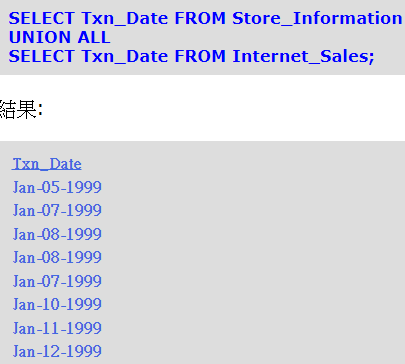 SELECT Txn_Date FROM Store_Information
UNION ALL
SELECT Txn_Date FROM Internet_Sales;
結果:
Txn_Date
Jan-05-1999
Jan-07-1999
Jan-08-1999
Jan-08-1999
Jan-07-1999
Jan-10-1999
Jan-11-1999
Jan-12-1999